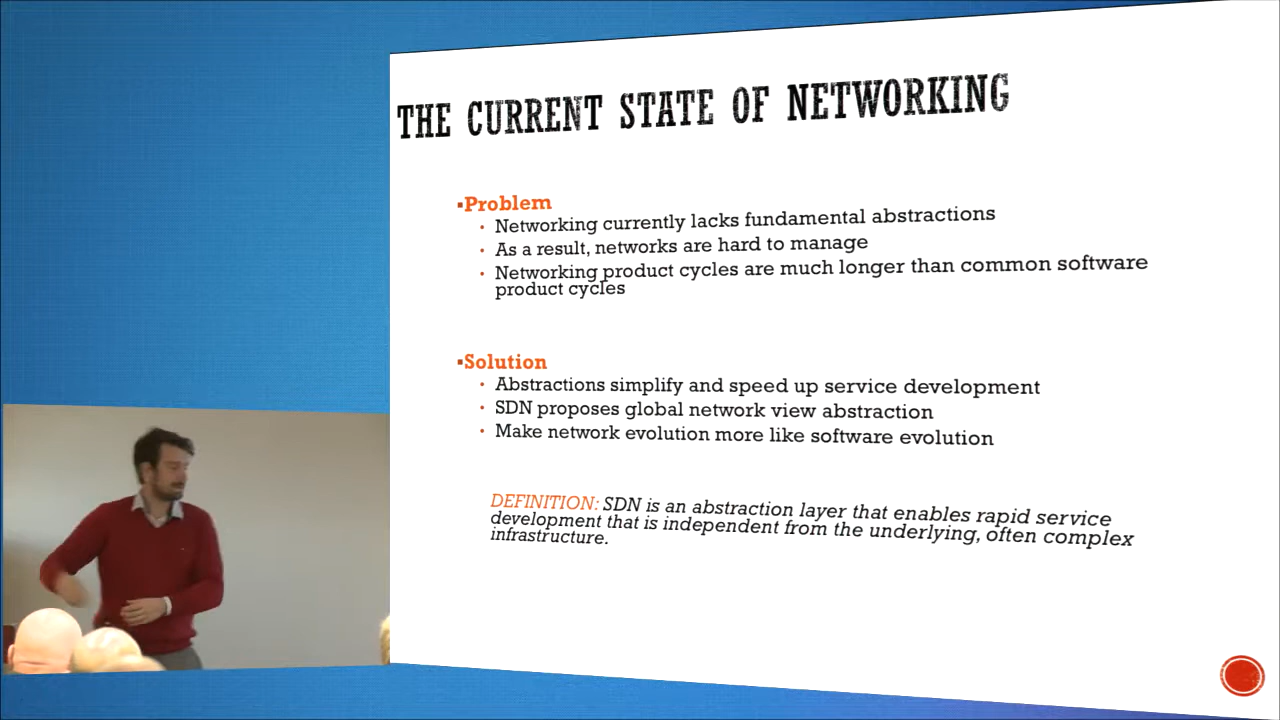 THE CURRENT STATE OF NETWORKING
Problem
Networking currently lacks fundamental abstractions
As a result, networks are hard to manage
Networking product cycles are much longer than common software
product cycles
Solution
Abstractions simplify and speed up service development
SDN proposes global network view abstraction
Make network evolution more like software evolution
DEFINITION: SDN is an abstraction layer that enables rapid service
development that is independent from the underlying, often complex
infrastructure.